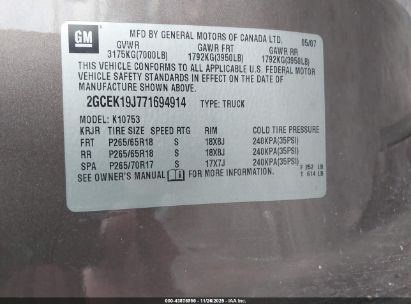 GM
MFD BY GENERAL MOTORS OF CANADA LTD.
05/07
GVWR GAWR FRT GAWR RR
3175KG(7000LB) 1792KG(3950LB) 1792KG(3950LB)
THIS VEHICLE CONFORMS TO ALL APPLICABLE U.S. FEDERAL MOTOR
VEHICLE SAFETY STANDARDS IN EFFECT ON THE DATE OF
MANUFACTURE SHOWN ABOVE.
2GCEK19J771694914 TYPE: TRUCK
MODEL: K10753
KRJR TIRE SIZE SPEED RTG RIM COLD TIRE PRESSURE
FRT P265/65R18 S 18X8J 240KPA(35PSI)
RR P265/65R18 S 18X8J 240KPA(35PSI)
SPA P265/70R17 S 17X7J 240KPA(35PSI)
SEE OWNER'S MANUAL FOR ADDITIONAL INFORMATION.
614 LB